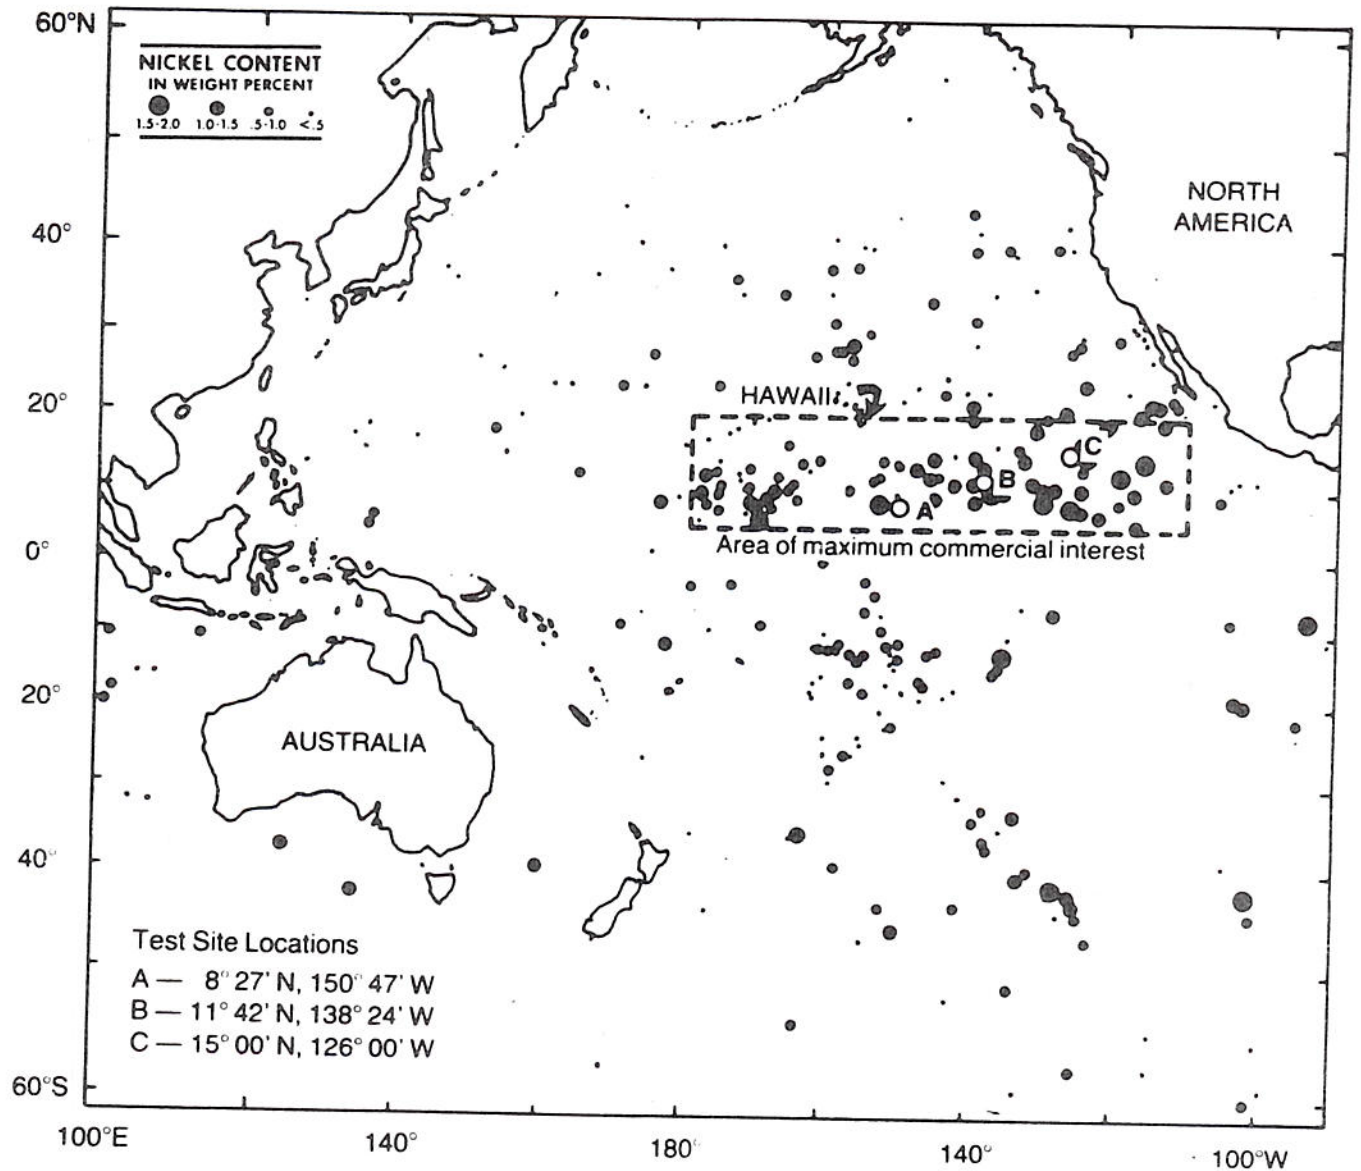 60°N
NICKEL CONTENT
IN WEIGHT PERCENT
1.5-2.0 1.0-1.5 .5-1.0 <.5
NORTH
AMERICA
40°
HAWAII
20°
C
B
A
0°
Area of maximum commercial interest
20°
AUSTRALIA
40°
Test Site Locations
A — 8° 27' N, 150° 47' W
B — 11° 42' N, 138° 24' W
C — 15° 00' N, 126° 00' W
60°S
100°E 140° 180° 140° 100°W